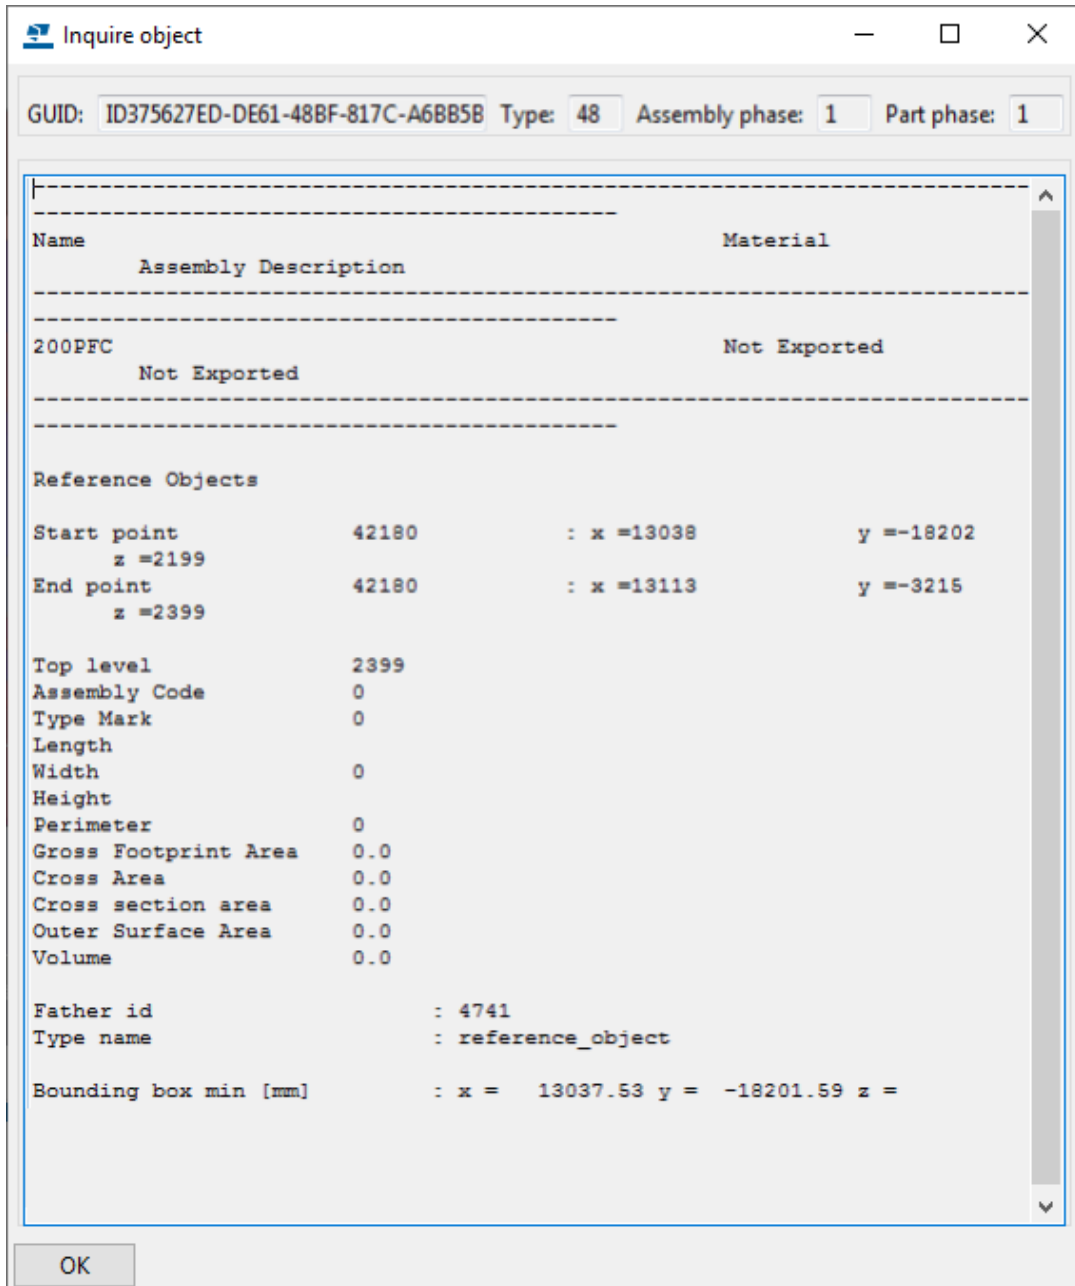 Inquire object
GUID: ID375627ED-DE61-48BF-817C-A6BB5B Type: 48 Assembly phase: 1 Part phase: 1
---------------------------------------------------------------------------
--------------------------------------------
Name Material
Assembly Description
---------------------------------------------------------------------------
--------------------------------------------
200PFC Not Exported
Not Exported
---------------------------------------------------------------------------
--------------------------------------------
Reference Objects
Start point 42180 : x =13038 y =-18202
z =2199
End point 42180 : x =13113 y =-3215
z =2399
Top level 2399
Assembly Code 0
Type Mark 0
Length
Width 0
Height
Perimeter 0
Gross Footprint Area 0.0
Cross Area 0.0
Cross section area 0.0
Outer Surface Area 0.0
Volume 0.0
Father id : 4741
Type name : reference_object
Bounding box min [mm] : x = 13037.53 y = -18201.59 z =
OK